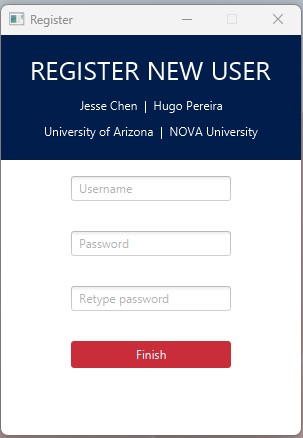 Register
REGISTER NEW USER
Jesse Chen | Hugo Pereira
University of Arizona | NOVA University
Username
Password
Retype password
Finish